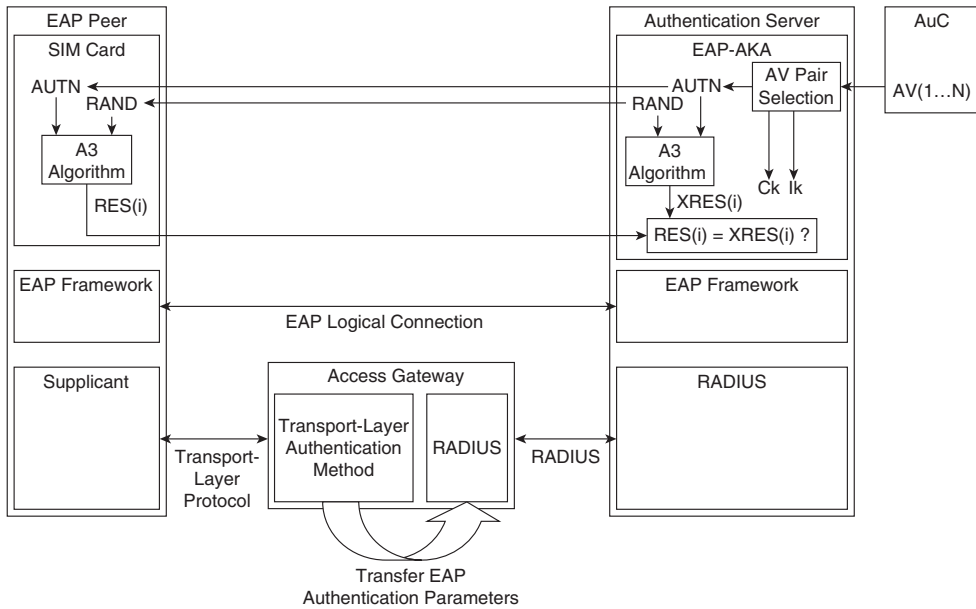 EAP Peer
SIM Card
AUTN
RAND
A3
Algorithm
RES(i)
EAP Framework
Supplicant
Authentication Server
EAP-AKA
AUTN
RAND
AV Pair
Selection
A3
Algorithm
Ck
Ik
XRES(i)
RES(i) = XRES(i) ?
EAP Framework
RADIUS
AuC
AV(1...N)
EAP Logical Connection
Access Gateway
Transport-Layer
Authentication
Method
RADIUS
Transport-
Layer
Protocol
RADIUS
Transfer EAP
Authentication Parameters